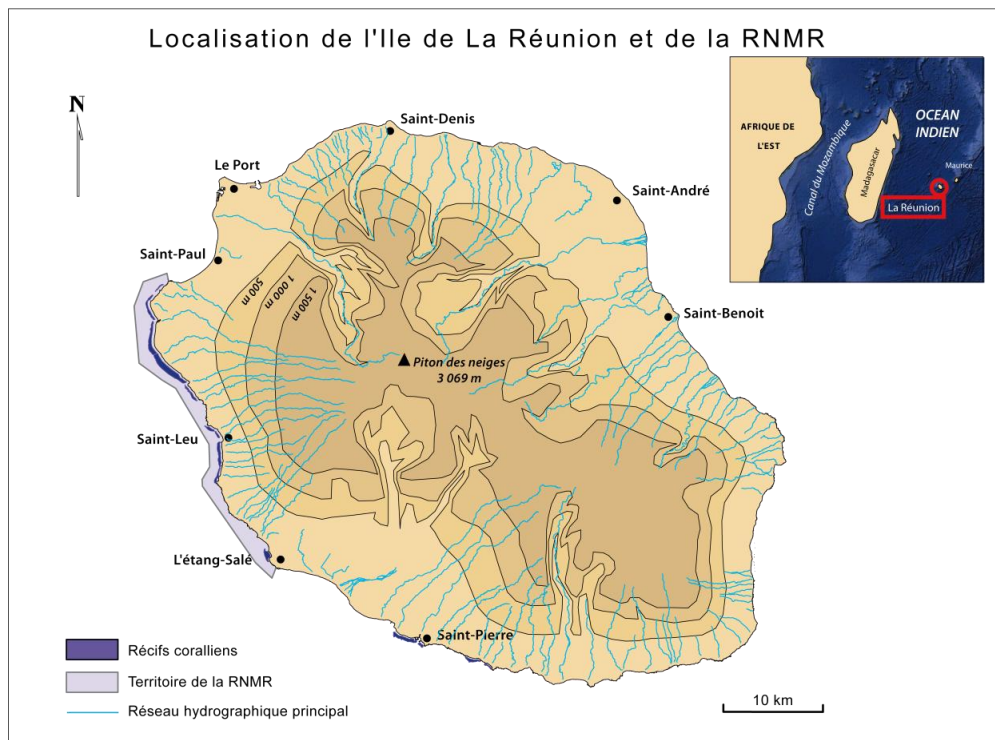 Localisation de l'Ile de La Réunion et de la RNMR
N
Saint-Denis
Le Port
Saint-André
Saint-Paul
500 m
1 000 m
1 500 m
Saint-Benoit
Piton des neiges
3 069 m
Saint-Leu
L'étang-Salé
Saint-Pierre
AFRIQUE DE
L'EST
Canal du Mozambique
Madagasacar
OCEAN
INDIEN
Maurice
La Réunion
Récifs coralliens
Territoire de la RNMR
Réseau hydrographique principal
10 km